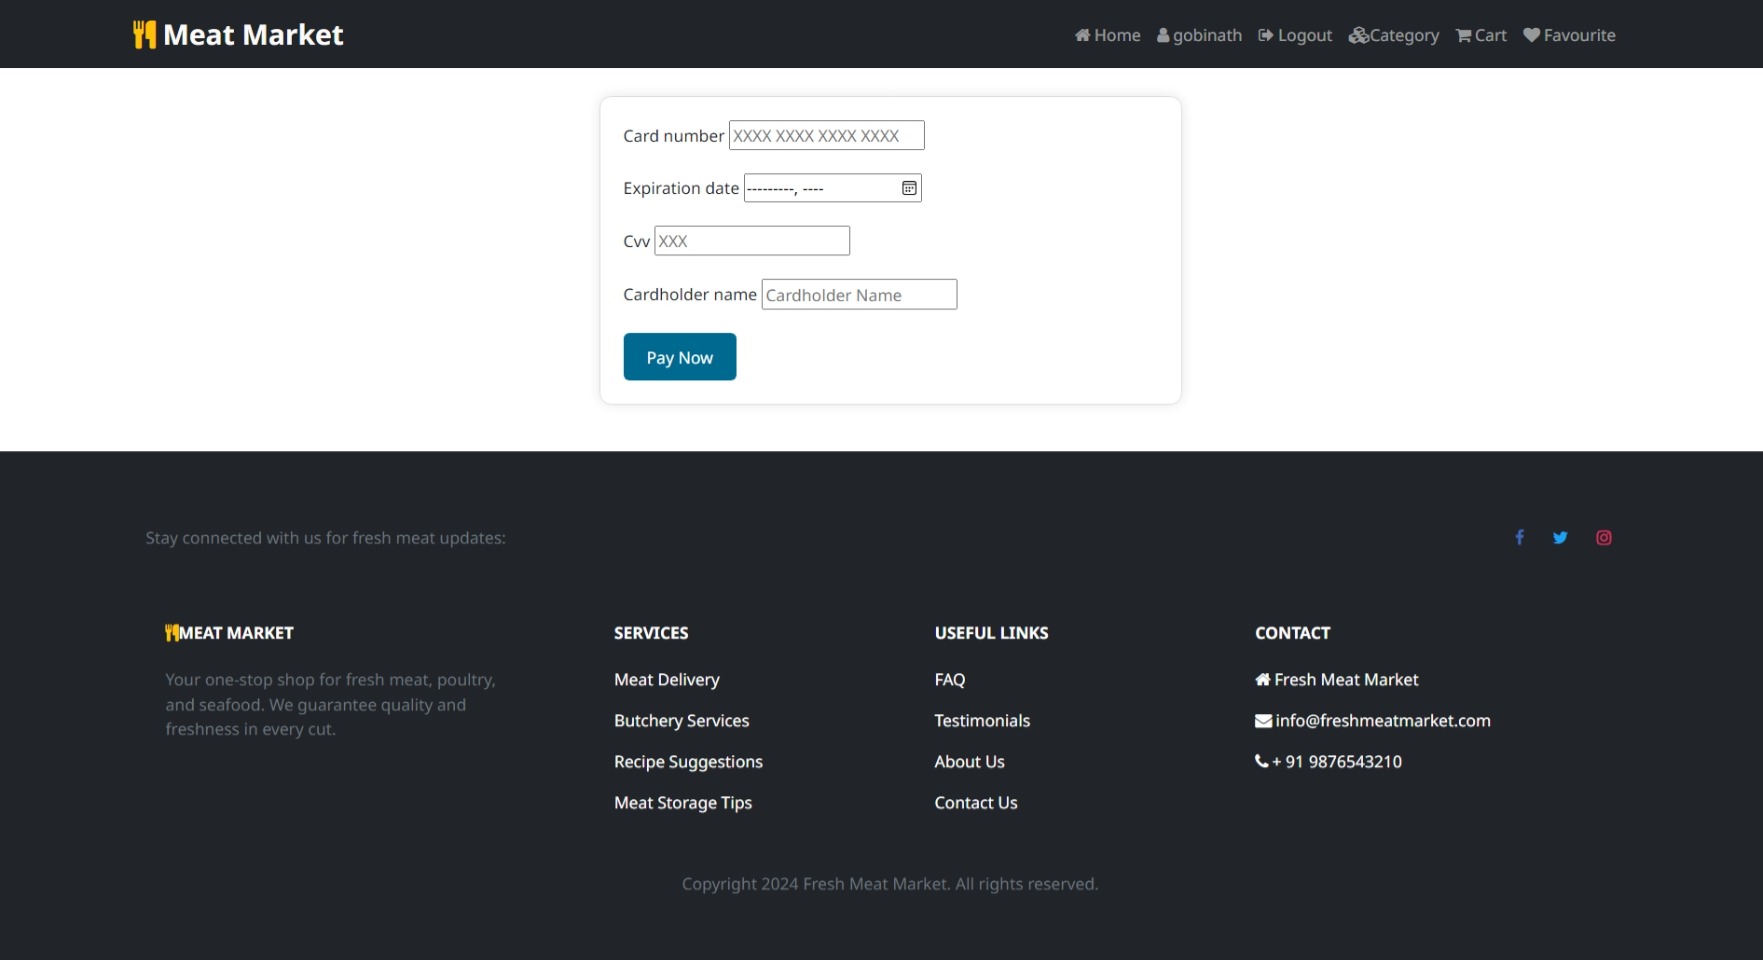 Meat Market
Home gobinath Logout Category Cart Favourite
Card number XXXX XXXX XXXX XXXX
Expiration date ---------, ----
Cvv XXX
Cardholder name Cardholder Name
Pay Now
Stay connected with us for fresh meat updates:
MEAT MARKET
Your one-stop shop for fresh meat, poultry,
and seafood. We guarantee quality and
freshness in every cut.
SERVICES
Meat Delivery
Butchery Services
Recipe Suggestions
Meat Storage Tips
USEFUL LINKS
FAQ
Testimonials
About Us
Contact Us
CONTACT
Fresh Meat Market
info@freshmeatmarket.com
+ 91 9876543210
Copyright 2024 Fresh Meat Market. All rights reserved.